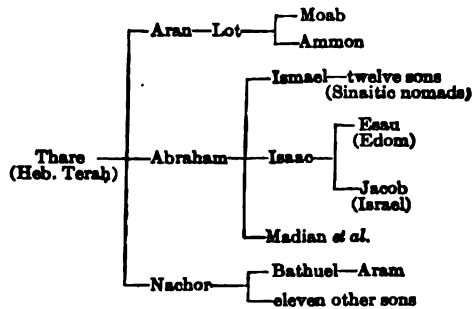 Moab
Aran—Lot
Ammon
Ismael—twelve sons
(Sinaitic nomads)
Esau
(Edom)
Thare
(Heb. Terah)
Abraham
Isaac
Jacob
(Israel)
Madian et al.
Bathuel—Aram
Nachor
eleven other sons